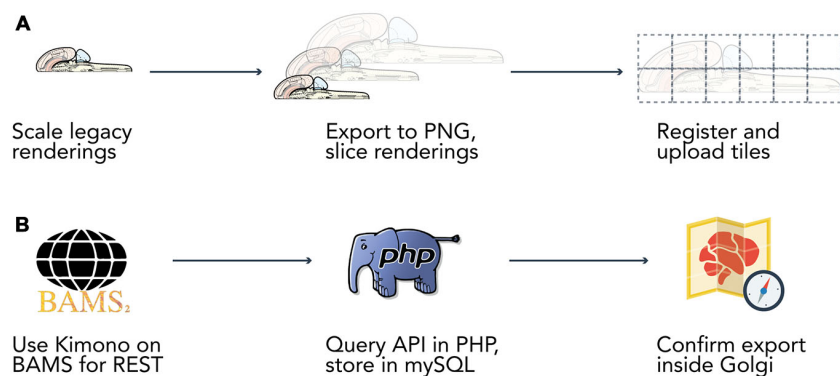 A
Scale legacy
renderings
Export to PNG,
slice renderings
Register and
upload tiles
B
BAMS2
php
Use Kimono on
BAMS for REST
Query API in PHP,
store in mySQL
Confirm export
inside Golgi